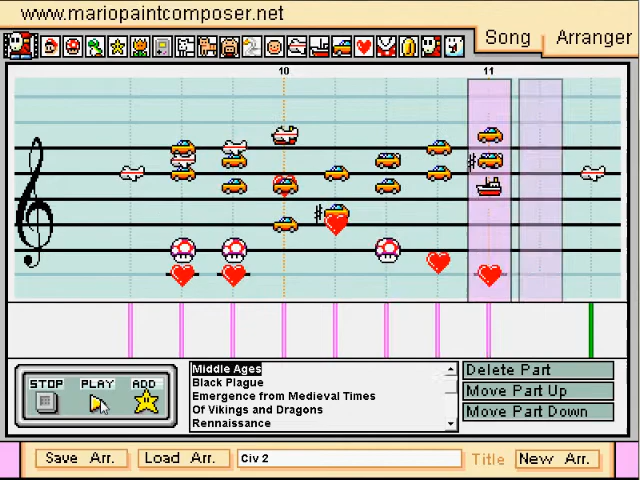 www.mariopaintcomposer.net
Song
Arranger
10
11
STOP
PLAY
ADD
Middle Ages
Black Plague
Emergence from Medieval Times
Of Vikings and Dragons
Rennaissance
Delete Part
Move Part Up
Move Part Down
Save Arr.
Load Arr.
Civ 2
Title
New Arr.